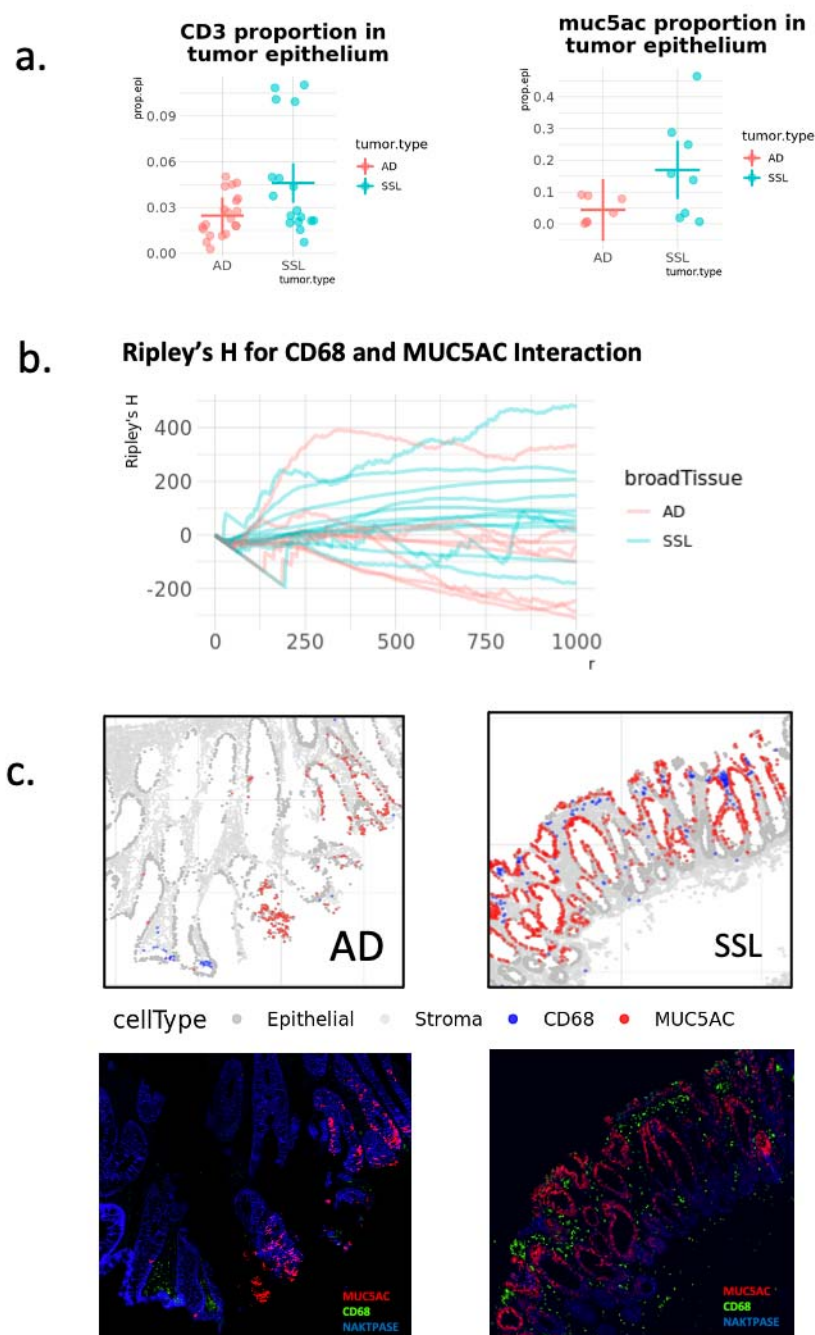 a.
CD3 proportion in
tumor epithelium
prop.epi
0.09
0.06
0.03
0.00
AD
SSL
tumor.type
tumor.type
AD
SSL
muc5ac proportion in
tumor epithelium
prop.epi
0.4
0.3
0.2
0.1
0.0
AD
SSL
tumor.type
tumor.type
AD
SSL
b.
Ripley's H for CD68 and MUC5AC Interaction
Ripley's H
400
200
0
-200
0
250
500
750
1000
r
broadTissue
AD
SSL
c.
AD
SSL
cellType
Epithelial
Stroma
CD68
MUC5AC
MUC5AC
CD68
NAKTPASE
MUC5AC
CD68
NAKTPASE